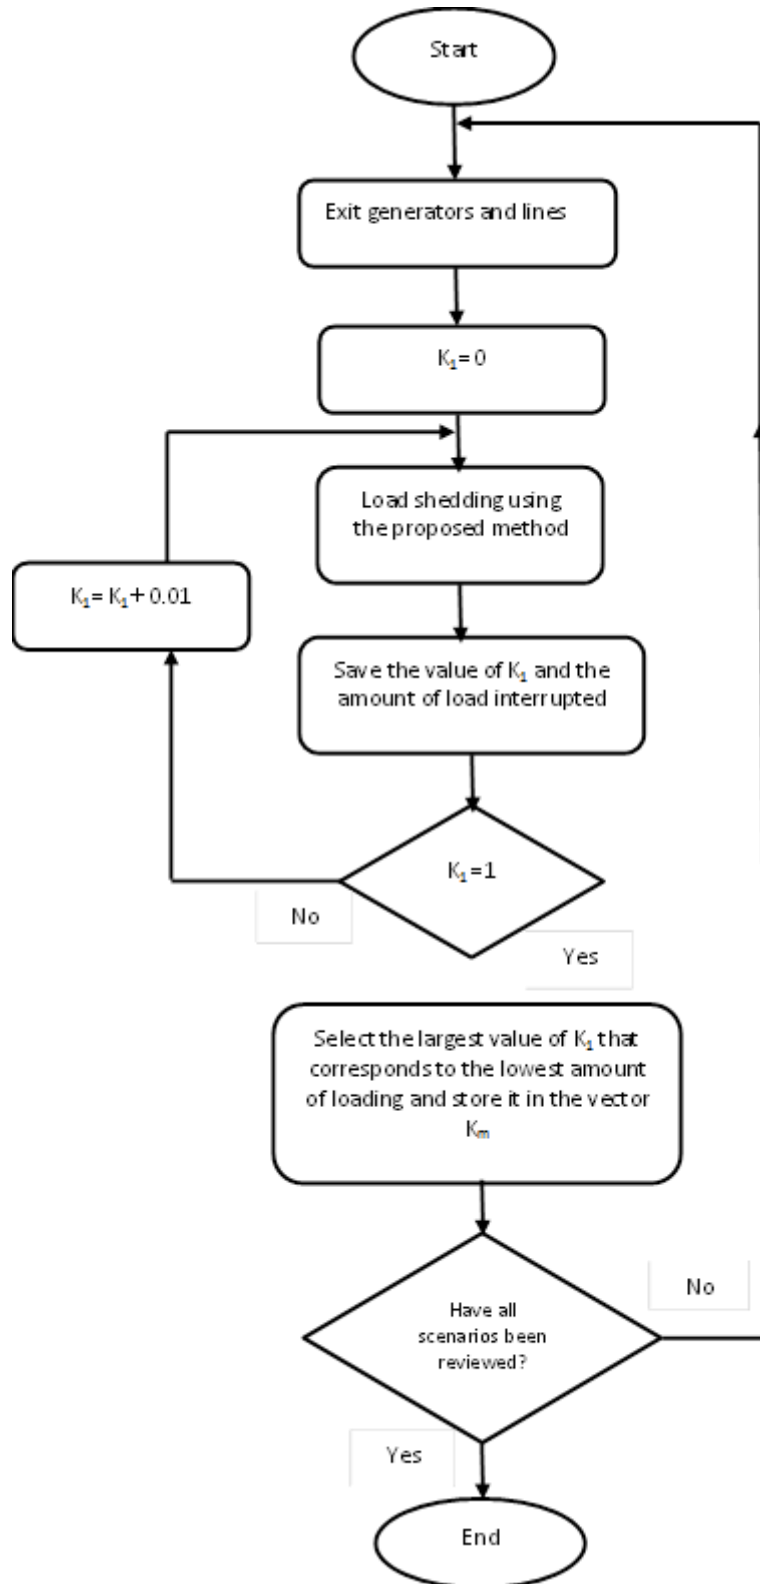 Start
Exit generators and lines
K₁= 0
Load shedding using
the proposed method
K₁= K₁+ 0.01
Save the value of K₁ and the
amount of load interrupted
K₁=1
No
Yes
Select the largest value of K₁ that
corresponds to the lowest amount
of loading and store it in the vector
Kₘ
Have all
scenarios been
reviewed?
No
Yes
End